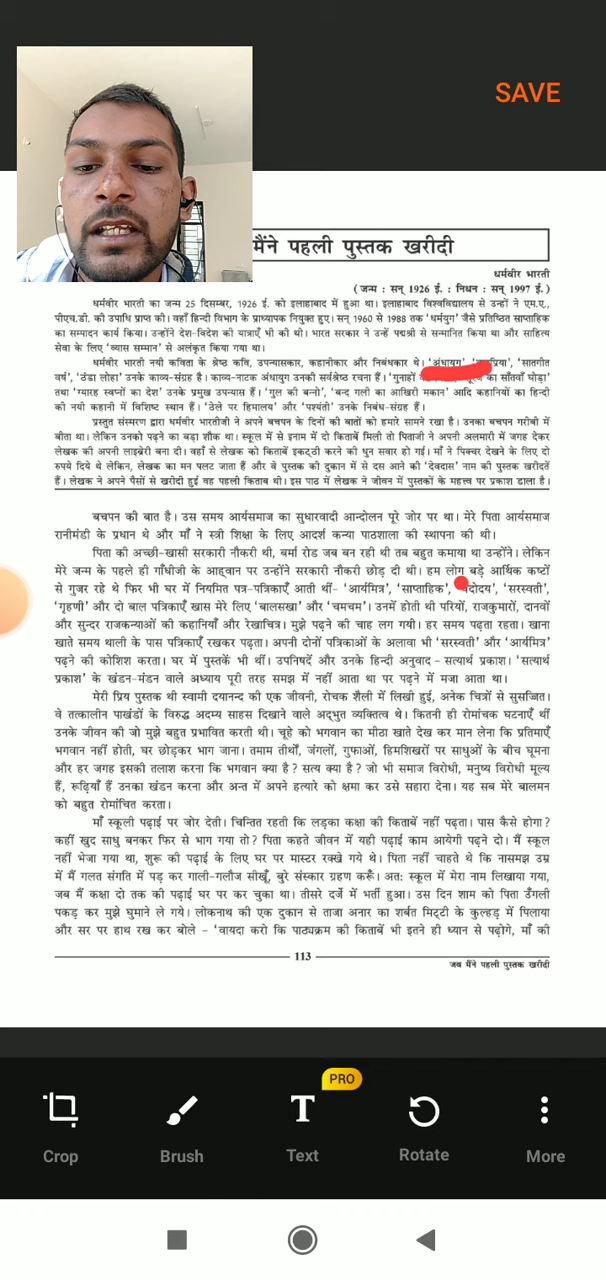 SAVE
मैंने पहली पुस्तक खरीदी
धर्मवीर भारती
(जन्म : सन् 1926 ई. : निधन : सन् 1997 ई.)
धर्मवीर भारती का जन्म 25 दिसम्बर, 1926 ई. को इलाहाबाद में हुआ था। इलाहाबाद विश्वविद्यालय से उन्होंने एम.ए.,
पीएच.डी. की उपाधि प्राप्त की। वहाँ हिन्दी विभाग के प्राध्यापक नियुक्त हुए। सन् 1960 से 1988 तक 'धर्मयुग' जैसे प्रतिष्ठित साप्ताहिक
का सम्पादन कार्य किया। उन्होंने देश-विदेश की यात्राएँ भी की थी। भारत सरकार ने उन्हें पद्मश्री से सन्मानित किया था और साहित्य
सेवा के लिए 'व्यास सम्मान' से अलंकृत किया गया था।
धर्मवीर भारती नयी कविता के श्रेष्ठ कवि, उपन्यासकार, कहानीकार और निबंधकार थे। 'अंधायुग', प्रिया', 'सातगीत
वर्ष', 'ठंडा लोहा' उनके काव्य-संग्रह है। काव्य-नाटक अंधायुग उनकी सर्वश्रेष्ठ रचना हैं। 'गुनाहों का साँतवाँ घोड़ा'
तथा 'ग्यारह स्वप्नों का देश' उनके प्रमुख उपन्यास हैं। 'गुल की बन्नो', 'बन्द गली का आखिरी मकान' आदि कहानियों का हिन्दी
की नयी कहानी में विशिष्ट स्थान हैं। 'ठेले पर हिमालय' और 'पश्यंती' उनके निबंध-संग्रह हैं।
प्रस्तुत संस्मरण द्वारा धर्मवीर भारतीजी ने अपने बचपन के दिनों की बातों को हमारे सामने रखा है। उनका बचपन गरीबी में
बीता था। लेकिन उनको पढ़ने का बड़ा शौक था। स्कूल में से इनाम में दो किताबें मिली तो पिताजी ने अपनी अलमारी में जगह देकर
लेखक की अपनी लाइब्रेरी बना दी। वहाँ से लेखक को किताबें इकट्ठी करने की धुन सवार हो गई। माँ ने पिक्चर देखने के लिए दो
रुपये दिये थे लेकिन, लेखक का मन पलट जाता हैं और वे पुस्तक की दुकान में से दस आने की 'देवदास' नाम की पुस्तक खरीदतें
हैं। लेखक ने अपने पैसों से खरीदी हुई वह पहली किताब थी। इस पाठ में लेखक ने जीवन में पुस्तकों के महत्त्व पर प्रकाश डाला है।
बचपन की बात है। उस समय आर्यसमाज का सुधारवादी आन्दोलन पूरे जोर पर था। मेरे पिता आर्यसमाज
रानीमंडी के प्रधान थे और माँ ने स्त्री शिक्षा के लिए आदर्श कन्या पाठशाला की स्थापना की थी।
पिता की अच्छी-खासी सरकारी नौकरी थी, बर्मा रोड जब बन रही थी तब बहुत कमाया था उन्होंने। लेकिन
मेरे जन्म के पहले ही गाँधीजी के आह्वान पर उन्होंने सरकारी नौकरी छोड़ दी थी। हम लोग बड़े आर्थिक कष्टों
से गुजर रहे थे फिर भी घर में नियमित पत्र-पत्रिकाएँ आती थीं- 'आर्यमित्र', 'साप्ताहिक', दोदय', 'सरस्वती',
'गृहणी' और दो बाल पत्रिकाएँ खास मेरे लिए 'बालसखा' और 'चमचम'। उनमें होती थी परियों, राजकुमारों, दानवों
और सुन्दर राजकन्याओं की कहानियाँ और रेखाचित्र। मुझे पढ़ने की चाह लग गयी। हर समय पढ़ता रहता। खाना
खाते समय थाली के पास पत्रिकाएँ रखकर पढ़ता। अपनी दोनों पत्रिकाओं के अलावा भी 'सरस्वती' और 'आर्यमित्र'
पढ़ने की कोशिश करता। घर में पुस्तकें भी थीं। उपनिषदें और उनके हिन्दी अनुवाद - सत्यार्थ प्रकाश। 'सत्यार्थ
प्रकाश' के खंडन-मंडन वाले अध्याय पूरी तरह समझ में नहीं आता था पर पढ़ने में मजा आता था।
मेरी प्रिय पुस्तक थी स्वामी दयानन्द की एक जीवनी, रोचक शैली में लिखी हुई, अनेक चित्रों से सुसज्जित।
वे तत्कालीन पाखंडों के विरुद्ध अदम्य साहस दिखाने वाले अद्भुत व्यक्तित्व थे। कितनी ही रोमांचक घटनाएँ थीं
उनके जीवन की जो मुझे बहुत प्रभावित करती थी। चूहे को भगवान का मीठा खाते देख कर मान लेना कि प्रतिमाएँ
भगवान नहीं होती, घर छोड़कर भाग जाना। तमाम तीर्थों, जंगलों, गुफाओं, हिमशिखरों पर साधुओं के बीच घूमना
और हर जगह इसकी तलाश करना कि भगवान क्या है ? सत्य क्या है ? जो भी समाज विरोधी, मनुष्य विरोधी मूल्य
हैं, रूढ़ियाँ हैं उनका खंडन करना और अन्त में अपने हत्यारे को क्षमा कर उसे सहारा देना। यह सब मेरे बालमन
को बहुत रोमांचित करता।
माँ स्कूली पढ़ाई पर जोर देती। चिन्तित रहती कि लड़का कक्षा की किताबें नहीं पढ़ता। पास कैसे होगा ?
कहीं खुद साधु बनकर फिर से भाग गया तो ? पिता कहते जीवन में यही पढ़ाई काम आयेगी पढ़ने दो। मैं स्कूल
नहीं भेजा गया था, शुरू की पढ़ाई के लिए घर पर मास्टर रक्खे गये थे। पिता नहीं चाहते थे कि नासमझ उम्र
में मैं गलत संगति में पड़ कर गाली-गलौज सीखूँ, बुरे संस्कार ग्रहण करूँ। अतः स्कूल में मेरा नाम लिखाया गया,
जब मैं कक्षा दो तक की पढ़ाई घर पर कर चुका था। तीसरे दर्जे में भर्ती हुआ। उस दिन शाम को पिता उँगली
पकड़ कर मुझे घुमाने ले गये। लोकनाथ की एक दुकान से ताजा अनार का शर्बत मिट्टी के कुल्हड़ में पिलाया
और सर पर हाथ रख कर बोले - 'वायदा करो कि पाठ्यक्रम की किताबें भी इतने ही ध्यान से पढ़ोगे, माँ की
113
जब मैंने पहली पुस्तक खरीदी
PRO
Crop Brush Text Rotate More